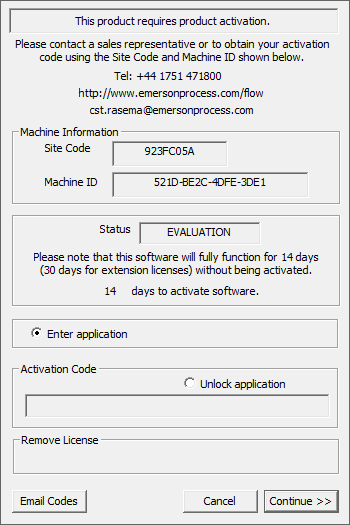 This product requires product activation.
Please contact a sales representative or to obtain your activation
code using the Site Code and Machine ID shown below.
Tel: +44 1751 471800
http://www.emersonprocess.com/flow
cst.rasema@emersonprocess.com
Machine Information
Site Code 923FC05A
Machine ID 521D-BE2C-4DFE-3DE1
Status EVALUATION
Please note that this software will fully function for 14 days
(30 days for extension licenses) without being activated.
14 days to activate software.
Enter application
Activation Code
Unlock application
Remove License
Email Codes Cancel Continue >>